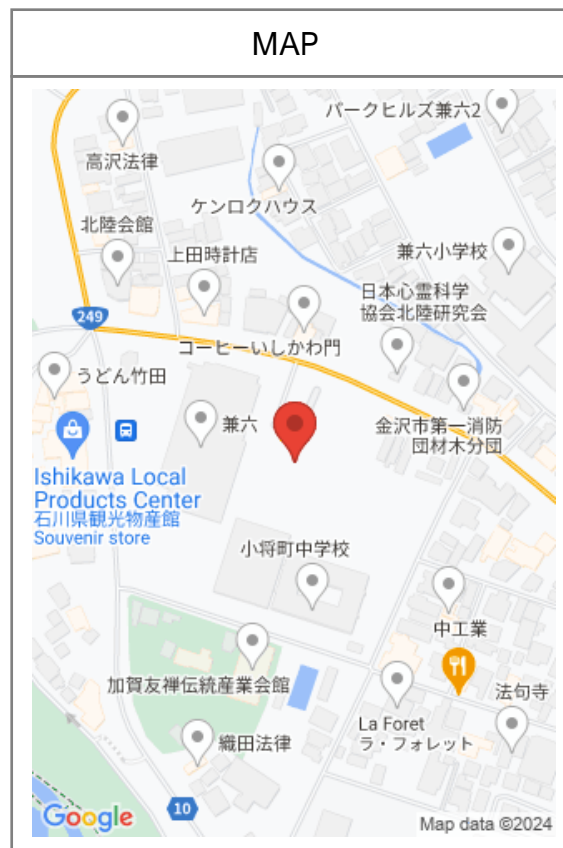 MAP
パークヒルズ兼六2
高沢法律
ケンロクハウス
北陸会館
兼六小学校
上田時計店
日本心霊科学
協会北陸研究会
249
コーヒーいしかわ門
うどん竹田
兼六
金沢市第一消防
団材木分団
Ishikawa Local
Products Center
石川県観光物産館
Souvenir store
小将町中学校
中工業
加賀友禅伝統産業会館
法句寺
La Foret
ラ・フォレット
織田法律
10
Google
Map data ©2024